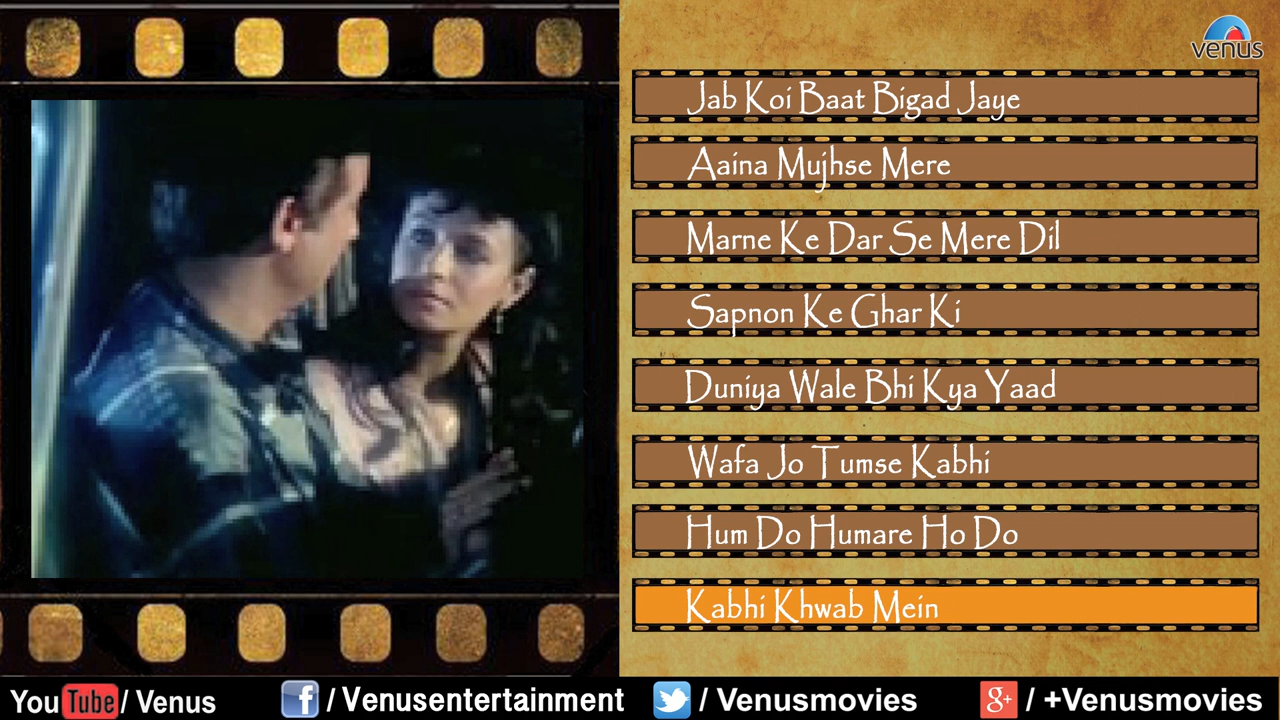 venus
Jab Koi Baat Bigad Jaye
Aaina Mujhse Mere
Marne Ke Dar Se Mere Dil
Sapnon Ke Ghar Ki
Duniya Wale Bhi Kya Yaad
Wafa Jo Tumse Kabhi
Hum Do Humare Ho Do
Kabhi Khwab Mein
You Tube / Venus f / Venusentertainment / Venusmovies g+ / +Venusmovies